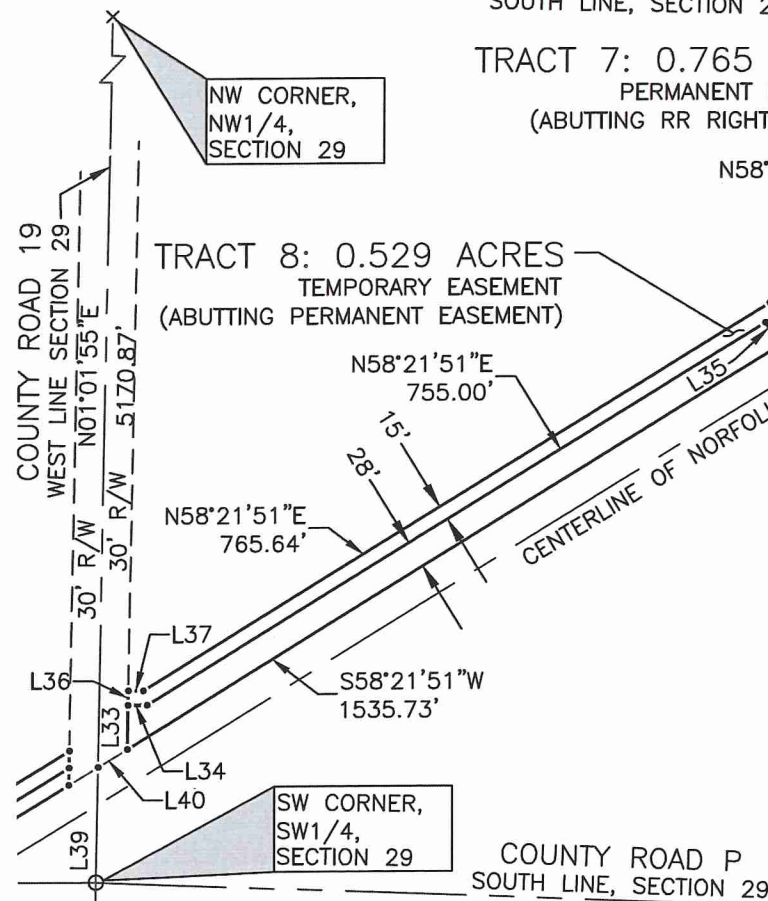 SOUTH LINE, SECTION 2
TRACT 7: 0.765
PERMANENT
(ABUTTING RR RIGHT
N58°
NW CORNER,
NW1/4,
SECTION 29
COUNTY ROAD 19
WEST LINE SECTION 29
N01°01'55"E 5170.87'
30' R/W
30' R/W
TRACT 8: 0.529 ACRES
TEMPORARY EASEMENT
(ABUTTING PERMANENT EASEMENT)
N58°21'51"E
755.00'
L35
15'
28'
CENTERLINE OF NORFOL
N58°21'51"E
765.64'
L37
L36
L33
S58°21'51"W
1535.73'
L34
L40
L39
SW CORNER,
SW1/4,
SECTION 29
COUNTY ROAD P
SOUTH LINE, SECTION 29